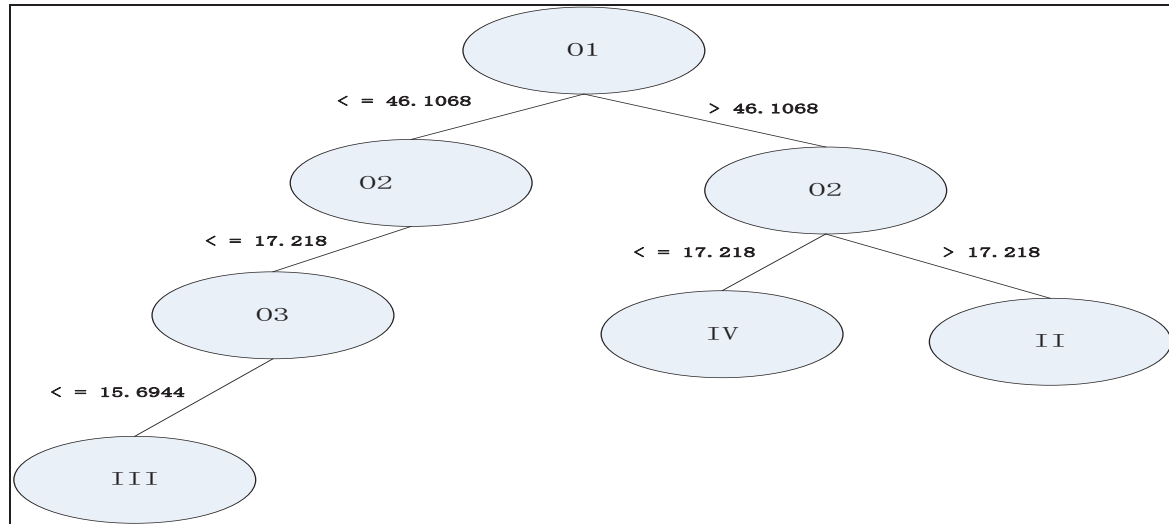 O1
< = 46.1068
> 46.1068
O2
O2
< = 17.218
< = 17.218
> 17.218
O3
IV
II
< = 15.6944
III